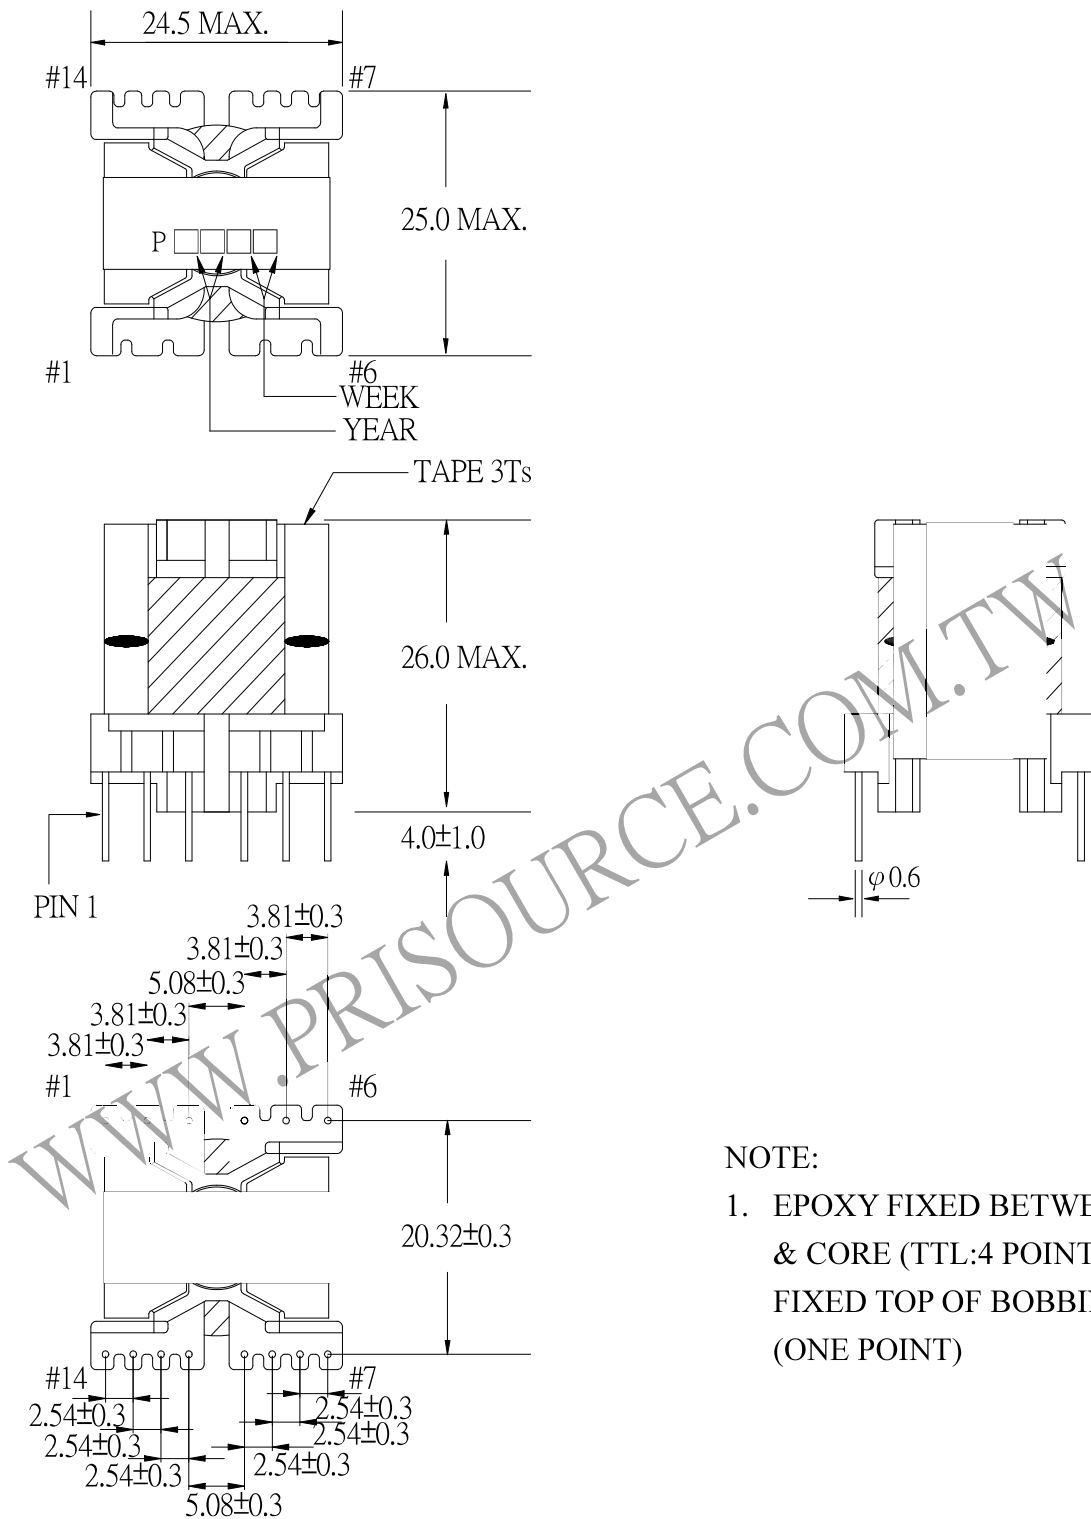 24.5 MAX.
#14
#7
25.0 MAX.
P
#1
#6
WEEK
YEAR
TAPE 3Ts
26.0 MAX.
4.0±1.0
PIN 1
φ0.6
3.81±0.3
3.81±0.3
5.08±0.3
3.81±0.3
3.81±0.3
#1
#6
20.32±0.3
#14
#7
2.54±0.3
2.54±0.3
2.54±0.3
2.54±0.3
2.54±0.3
2.54±0.3
5.08±0.3
WWW.PRISOURCE.COM.TW
NOTE:
1. EPOXY FIXED BETWE
& CORE (TTL:4 POINT
FIXED TOP OF BOBBI
(ONE POINT)